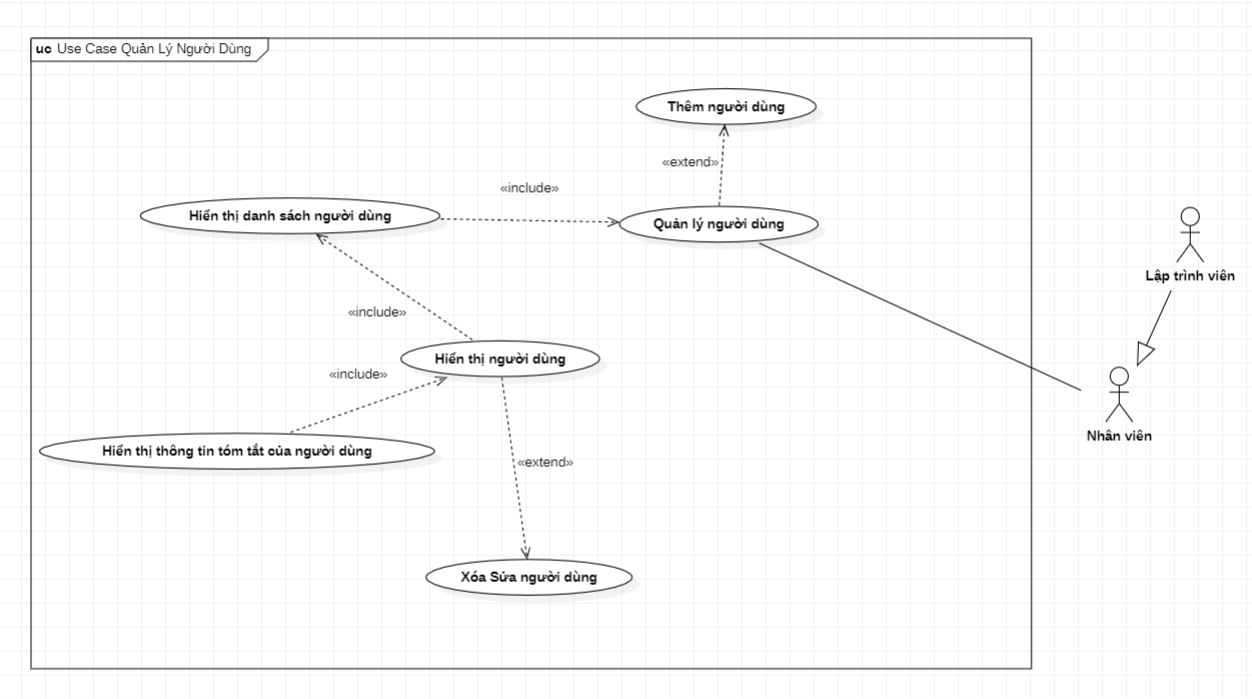 uc Use Case Quản Lý Người Dùng
Thêm người dùng
«extend»
«include»
Hiển thị danh sách người dùng
Quản lý người dùng
Lập trình viên
«include»
Hiển thị người dùng
«include»
Nhân viên
Hiển thị thông tin tóm tắt của người dùng
«extend»
Xóa Sửa người dùng